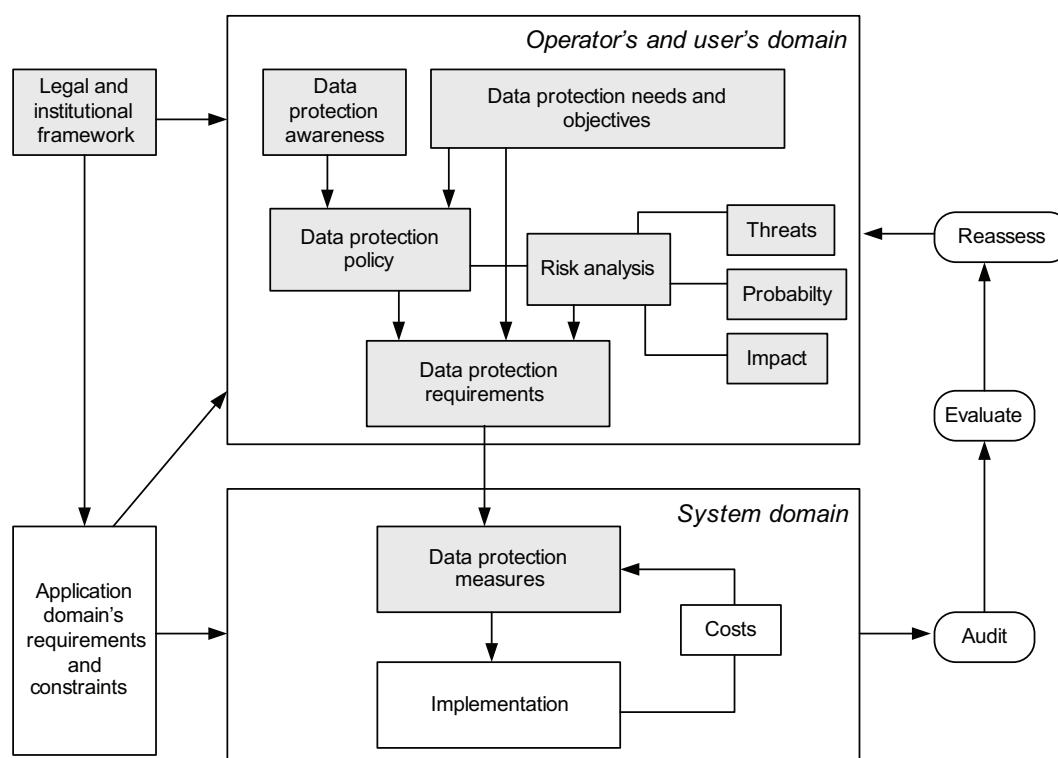 Operator's and user's domain
Legal and
institutional
framework
Data
protection
awareness
Data protection needs and
objectives
Data protection
policy
Risk analysis
Threats
Probabilty
Impact
Reassess
Data protection
requirements
Evaluate
System domain
Application
domain's
requirements
and
constraints
Data protection
measures
Costs
Audit
Implementation